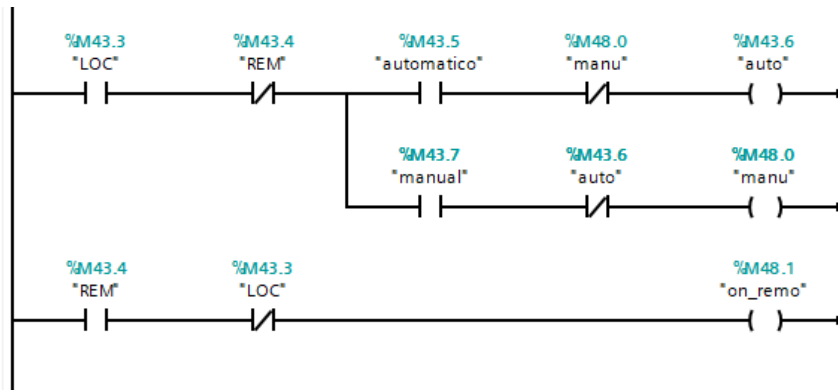 %M43.3 %M43.4 %M43.5 %M48.0 %M43.6
"LOC" "REM" "automatico" "manu" "auto"
%M43.7 %M43.6 %M48.0
"manual" "auto" "manu"
%M43.4 %M43.3 %M48.1
"REM" "LOC" "on_remo"